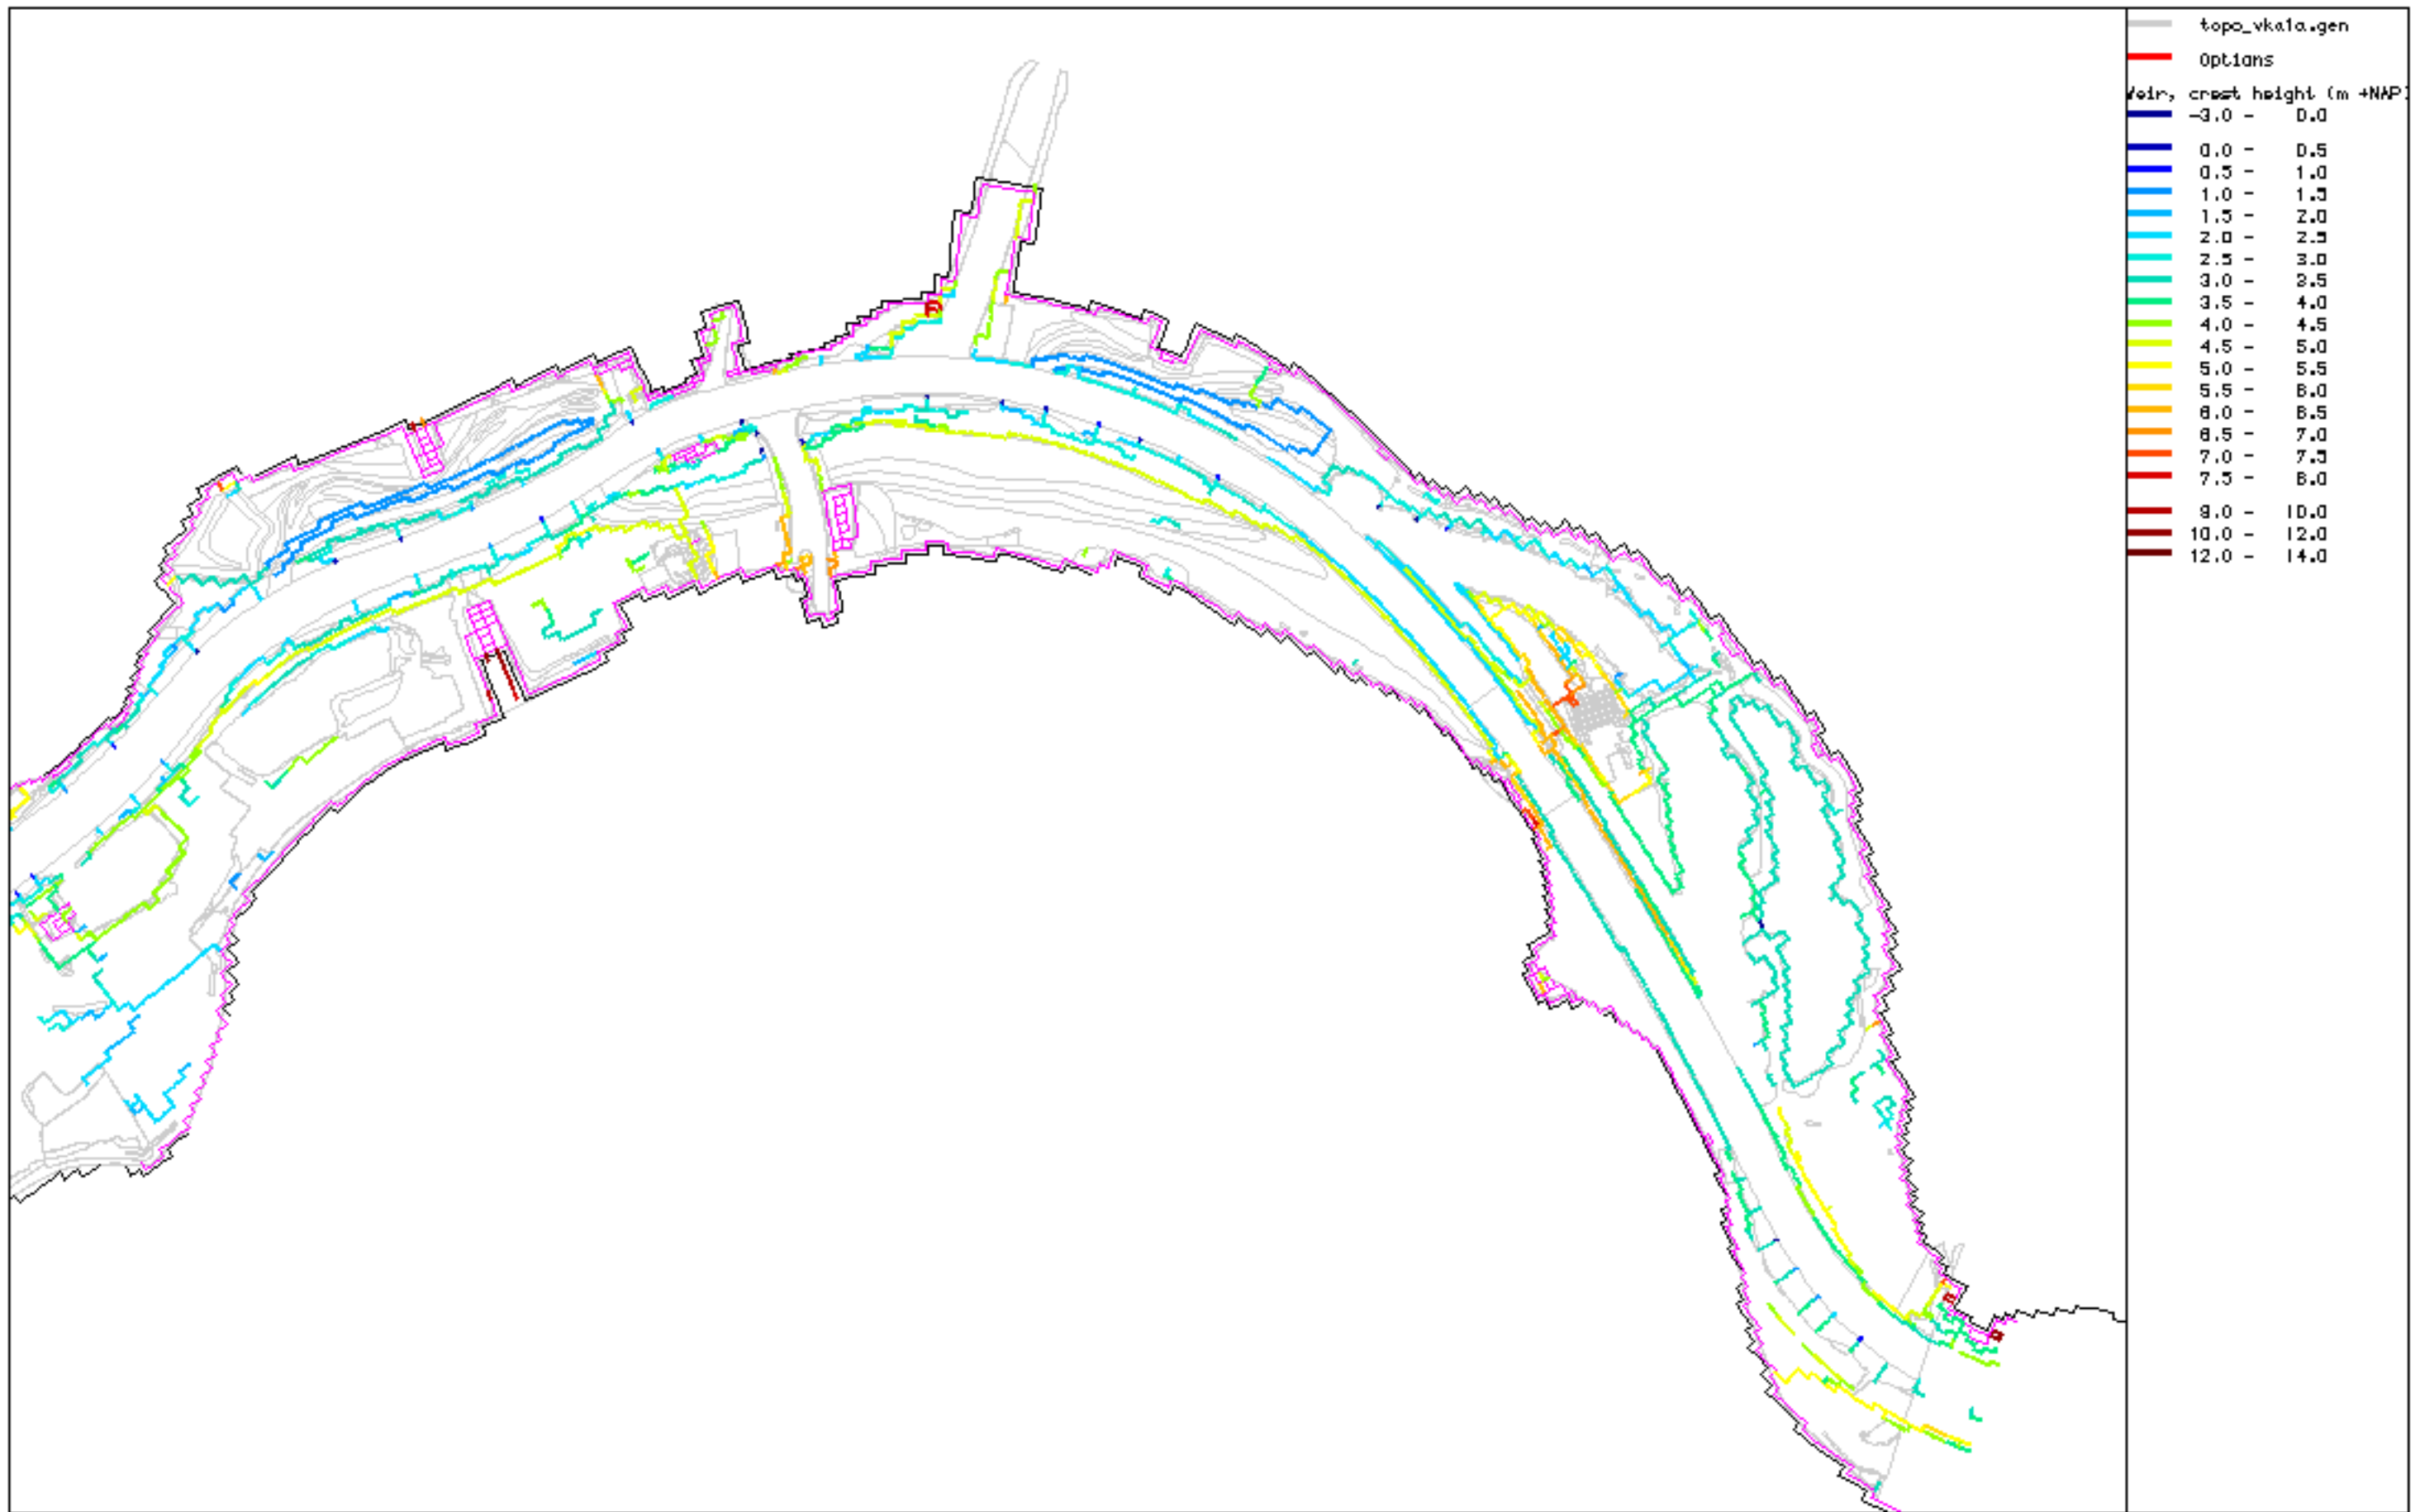 topo_vka1a.gen
Options
Weir, crest height (m +NAP)
-3.0 - 0.0
0.0 - 0.5
0.5 - 1.0
1.0 - 1.5
1.5 - 2.0
2.0 - 2.5
2.5 - 3.0
3.0 - 3.5
3.5 - 4.0
4.0 - 4.5
4.5 - 5.0
5.0 - 5.5
5.5 - 6.0
6.0 - 6.5
6.5 - 7.0
7.0 - 7.5
7.5 - 8.0
9.0 - 10.0
10.0 - 12.0
12.0 - 14.0